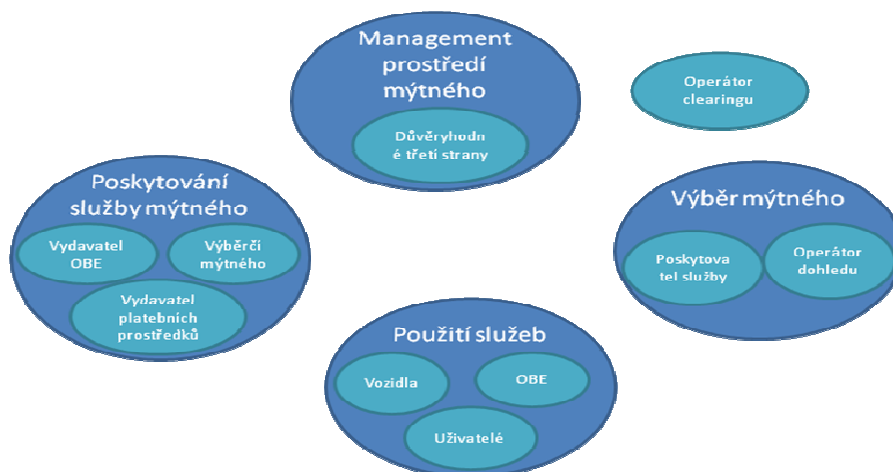 Management
prostředí
mýtného
Důvěryhodn
é třetí strany
Operátor
clearingu
Poskytování
služby mýtného
Vydavatel
OBE
Výběrčí
mýtného
Vydavatel
platebních
prostředků
Výběr mýtného
Poskytova
tel služby
Operátor
dohledu
Použití služeb
Vozidla
OBE
Uživatelé